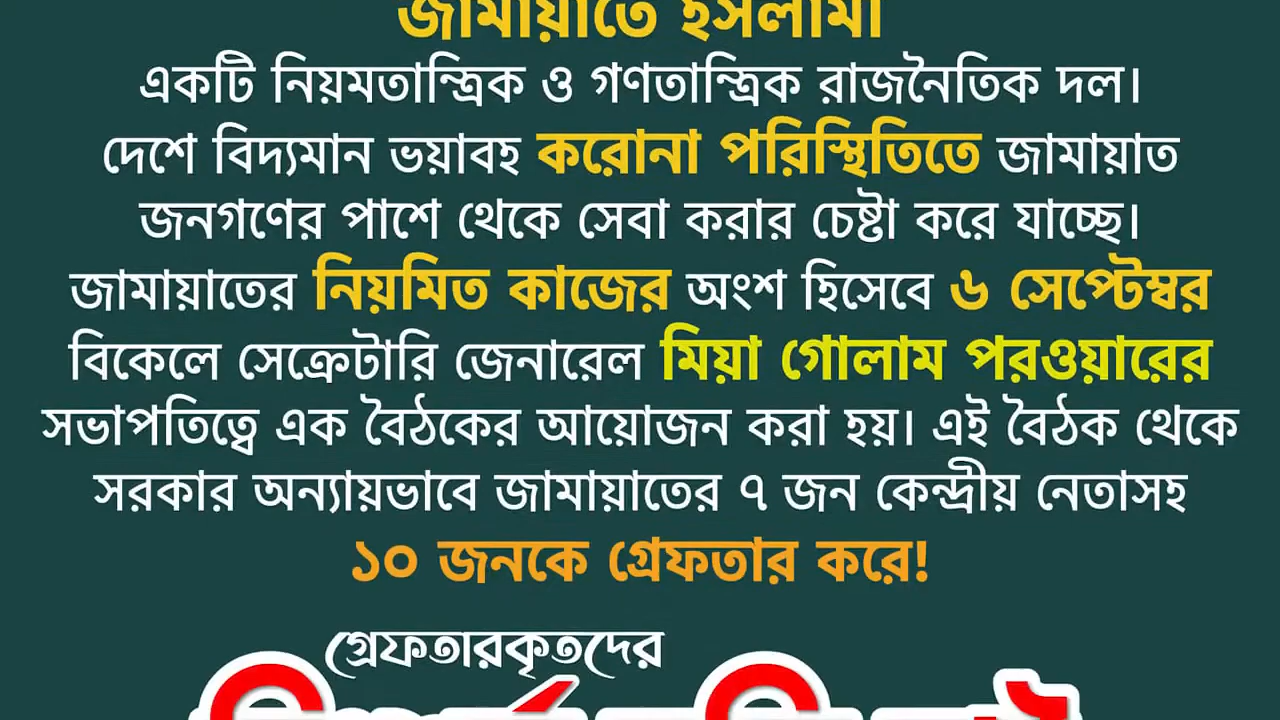 জামায়াতে ইসলামী
একটি নিয়মতান্ত্রিক ও গণতান্ত্রিক রাজনৈতিক দল।
দেশে বিদ্যমান ভয়াবহ করোনা পরিস্থিতিতে জামায়াত
জনগণের পাশে থেকে সেবা করার চেষ্টা করে যাচ্ছে।
জামায়াতের নিয়মিত কাজের অংশ হিসেবে ৬ সেপ্টেম্বর
বিকেলে সেক্রেটারি জেনারেল মিয়া গোলাম পরওয়ারের
সভাপতিত্বে এক বৈঠকের আয়োজন করা হয়। এই বৈঠক থেকে
সরকার অন্যায়ভাবে জামায়াতের ৭ জন কেন্দ্রীয় নেতাসহ
১০ জনকে গ্রেফতার করে!
গ্রেফতারকৃতদের